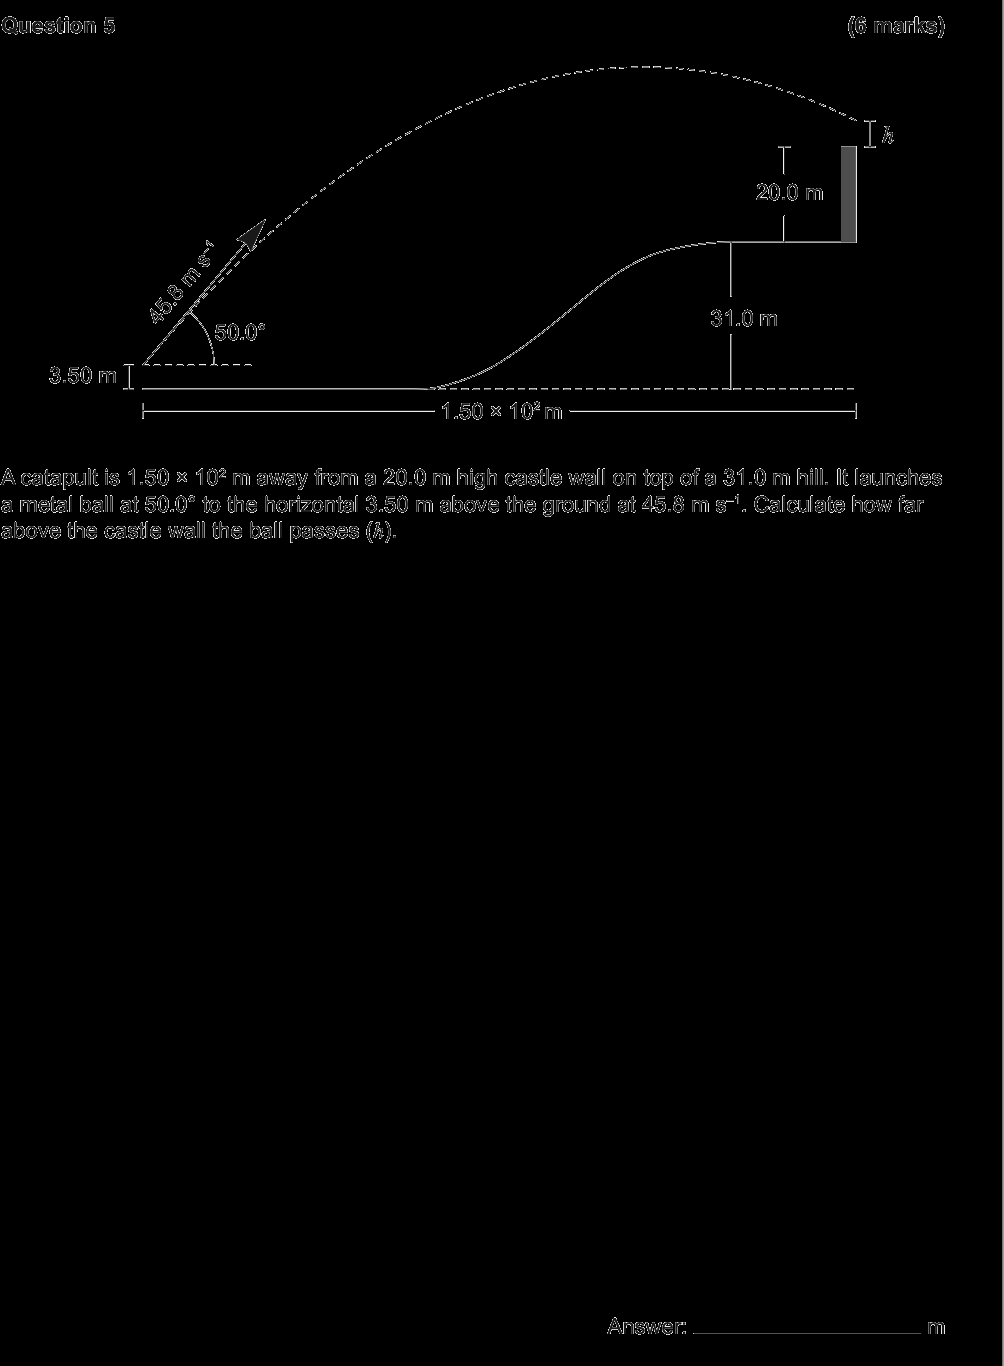 Question 5 (6 marks)
h
20.0 m
45.8 m s⁻¹
50.0°
31.0 m
3.50 m
1.50 × 10² m
A catapult is 1.50 × 10² m away from a 20.0 m high castle wall on top of a 31.0 m hill. It launches
a metal ball at 50.0° to the horizontal 3.50 m above the ground at 45.8 m s⁻¹. Calculate how far
above the castle wall the ball passes (h).
Answer: ____________________ m